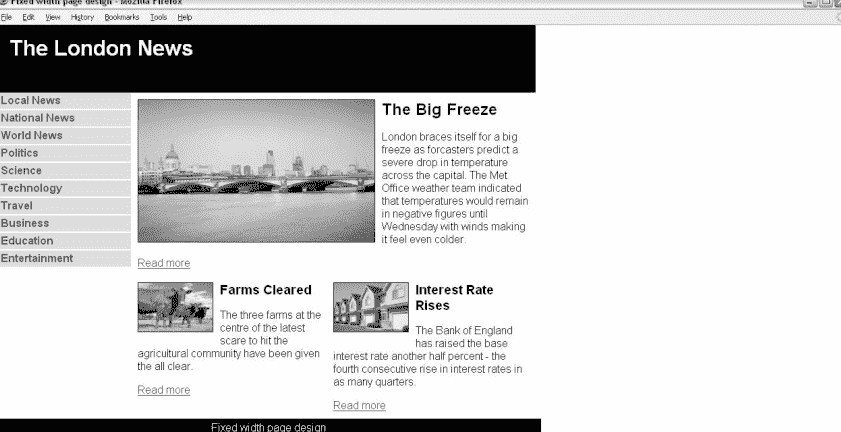 Fixed width page design - Mozilla Firefox
File Edit View History Bookmarks Tools Help
The London News
Local News
National News
World News
Politics
Science
Technology
Travel
Business
Education
Entertainment
The Big Freeze
London braces itself for a big
freeze as forcasters predict a
severe drop in temperature
across the capital. The Met
Office weather team indicated
that temperatures would remain
in negative figures until
Wednesday with winds making
it feel even colder.
Read more
Farms Cleared
The three farms at the
centre of the latest
scare to hit the
agricultural community have been given
the all clear.
Read more
Interest Rate
Rises
The Bank of England
has raised the base
interest rate another half percent - the
fourth consecutive rise in interest rates in
as many quarters.
Read more
Fixed width page design